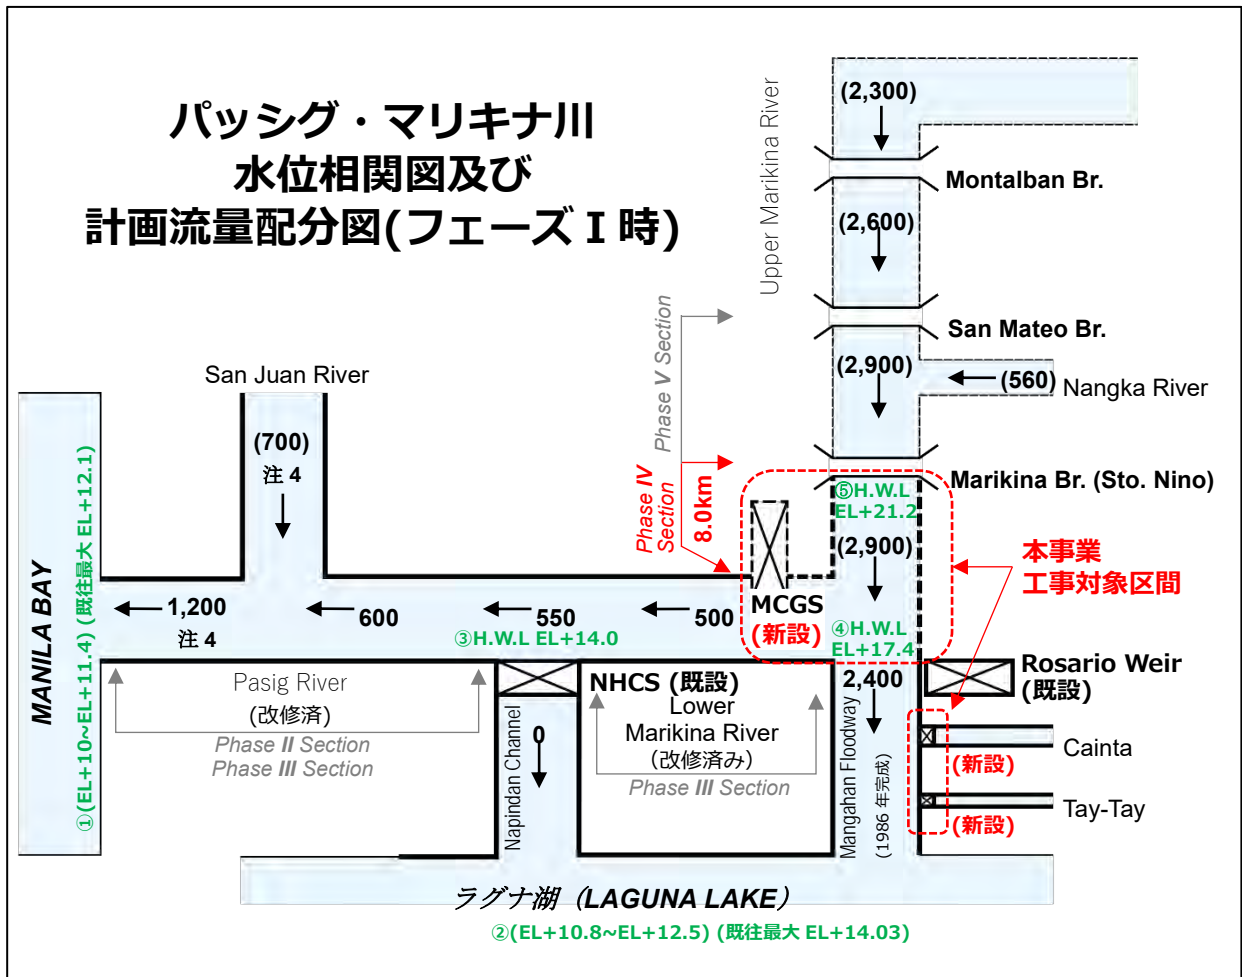 パッシグ・マリキナ川
水位相関図及び
計画流量配分図(フェーズⅠ時)
Upper Marikina River
(2,300)
Montalban Br.
(2,600)
San Mateo Br.
(2,900)
(560)
Nangka River
Marikina Br. (Sto. Nino)
Phase V Section
Phase IV
Section
8.0km
San Juan River
(700)
注 4
⑤H.W.L
EL+21.2
(2,900)
本事業
工事対象区間
MANILA BAY
①(EL+10~EL+11.4) (既往最大 EL+12.1)
1,200
注 4
600
550
500
③H.W.L EL+14.0
MCGS
(新設)
④H.W.L
EL+17.4
2,400
Rosario Weir
(既設)
Pasig River
(改修済)
Phase II Section
Phase III Section
NHCS (既設)
Lower
Marikina River
(改修済み)
Phase III Section
Napindan Channel
0
Mangahan Floodway
(1986 年完成)
Cainta
(新設)
Tay-Tay
(新設)
ラグナ湖（LAGUNA LAKE）
②(EL+10.8~EL+12.5) (既往最大 EL+14.03)